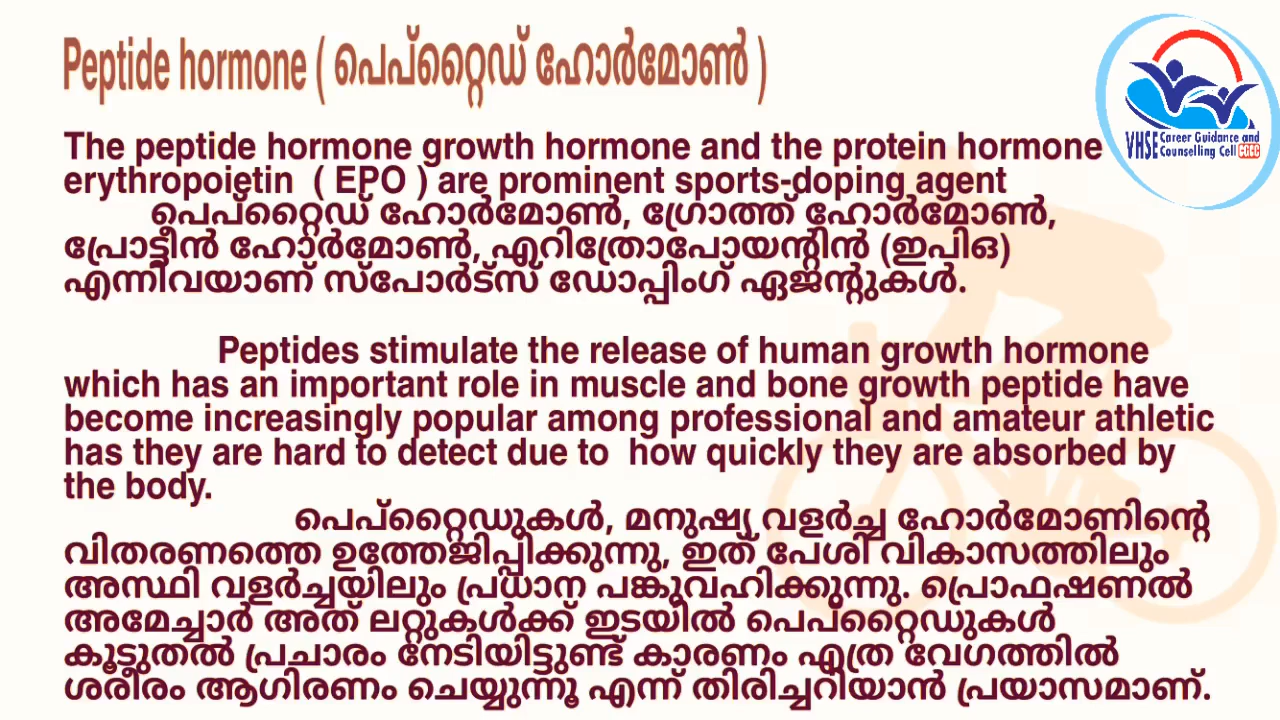 Peptide hormone ( പെപ്റ്റൈഡ് ഹോർമോൺ )
VHSE Career Guidance and Counselling Cell CGCC
The peptide hormone growth hormone and the protein hormone
erythropoietin ( EPO ) are prominent sports-doping agent
പെപ്റ്റൈഡ് ഹോർമോൺ, ഗ്രോത്ത് ഹോർമോൺ,
പ്രോട്ടീൻ ഹോർമോൺ, എറിത്രോപോയന്റിൻ (ഇപിഒ)
എന്നിവയാണ് സ്പോർട്സ് ഡോപ്പിംഗ് ഏജന്റുകൾ.
Peptides stimulate the release of human growth hormone
which has an important role in muscle and bone growth peptide have
become increasingly popular among professional and amateur athletic
has they are hard to detect due to how quickly they are absorbed by
the body.
പെപ്റ്റൈഡുകൾ, മനുഷ്യ വളർച്ച ഹോർമോണിന്റെ
വിതരണത്തെ ഉത്തേജിപ്പിക്കുന്നു, ഇത് പേശി വികാസത്തിലും
അസ്ഥി വളർച്ചയിലും പ്രധാന പങ്കുവഹിക്കുന്നു. പ്രൊഫഷണൽ
അമേച്ചാർ അത് ലറ്റുകൾക്ക് ഇടയിൽ പെപ്റ്റൈഡുകൾ
കൂടുതൽ പ്രചാരം നേടിയിട്ടുണ്ട് കാരണം എത്ര വേഗത്തിൽ
ശരീരം ആഗിരണം ചെയ്യുന്നൂ എന്ന് തിരിച്ചറിയാൻ പ്രയാസമാണ്.